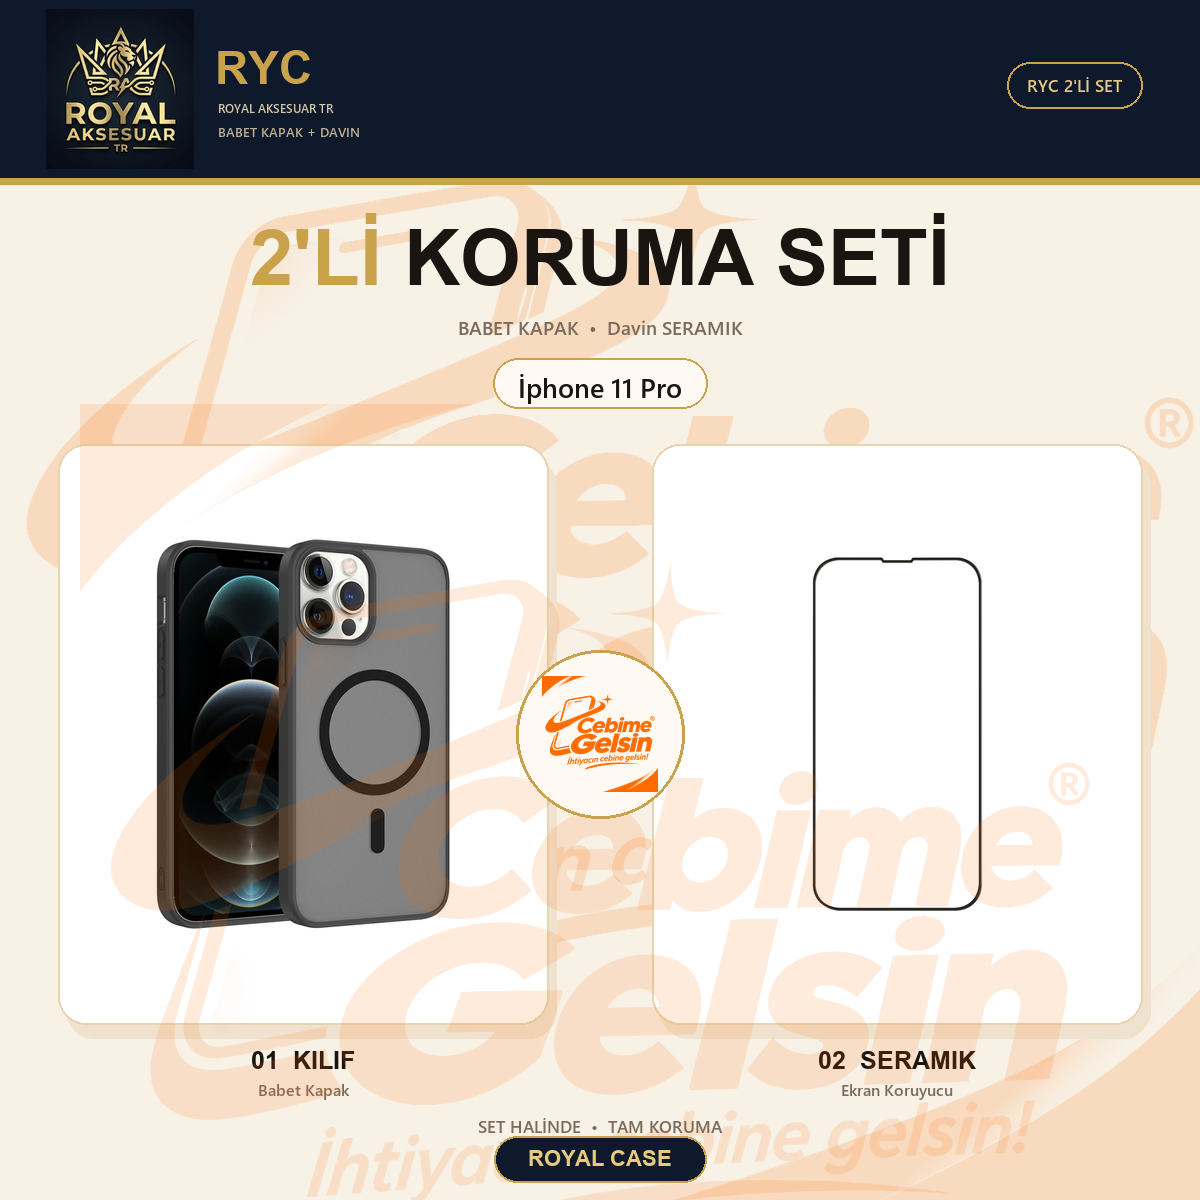 ROYAL
AKSESUAR
TR
RYC
ROYAL AKSESUAR TR
BABET KAPAK + DAVIN
RYC 2'Lİ SET
2'Lİ KORUMA SETİ
BABET KAPAK • Davin SERAMIK
İphone 11 Pro
Cebime
Gelsin
İhtiyacın cebine gelsin!
01 KILIF
Babet Kapak
02 SERAMIK
Ekran Koruyucu
SET HALİNDE • TAM KORUMA
ROYAL CASE
Cebime ®
Gelsin